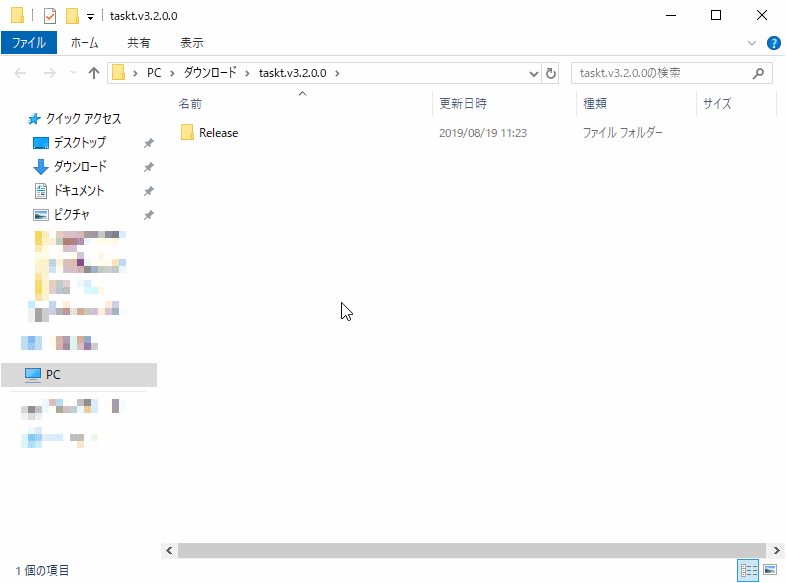 taskt.v3.2.0.0
ファイル ホーム 共有 表示
PC ダウンロード taskt.v3.2.0.0 taskt.v3.2.0.0の検索
名前 更新日時 種類 サイズ
Release 2019/08/19 11:23 ファイル フォルダー
クイック アクセス
デスクトップ
ダウンロード
ドキュメント
ピクチャ
PC
1 個の項目